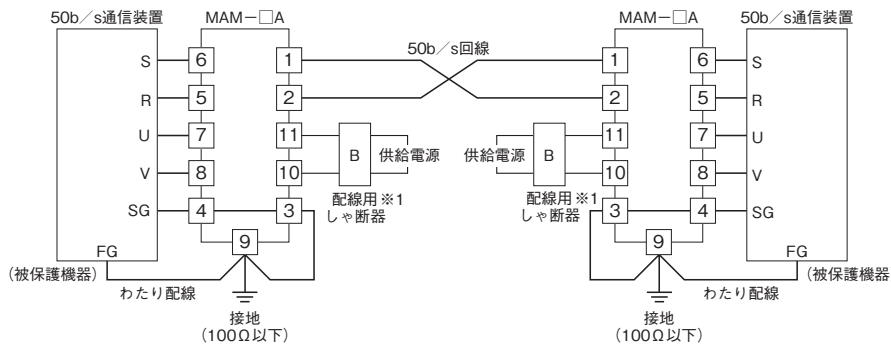 50b／s通信装置
MAM－□A
MAM－□A
50b／s通信装置
50b／s回線
S
6
1
1
6
S
R
5
2
2
5
R
U
7
11
B
供給電源
供給電源
B
11
7
U
V
8
10
10
8
V
配線用※1
しゃ断器
配線用※1
しゃ断器
SG
4
3
3
4
SG
9
9
FG
FG
(被保護機器)
わたり配線
わたり配線
(被保護機器
接地
(100Ω以下)
接地
(100Ω以下)